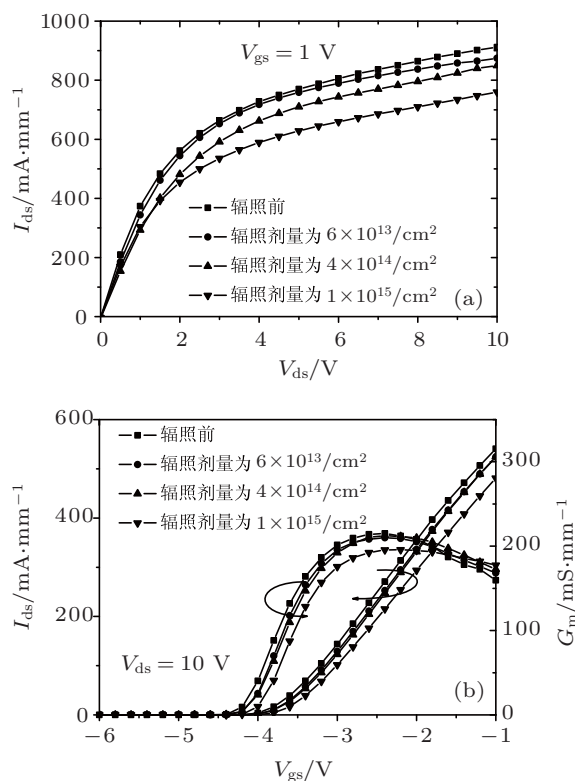 1000
800
600
400
200
0
I_ds/mA·mm⁻¹
V_gs = 1 V
辐照前
辐照剂量为 6×10¹³/cm²
辐照剂量为 4×10¹⁴/cm²
辐照剂量为 1×10¹⁵/cm²
(a)
0 2 4 6 8 10
V_ds/V
600
400
200
0
I_ds/mA·mm⁻¹
辐照前
辐照剂量为 6×10¹³/cm²
辐照剂量为 4×10¹⁴/cm²
辐照剂量为 1×10¹⁵/cm²
V_ds = 10 V
(b)
300
200
100
0
G_m/mS·mm⁻¹
−6 −5 −4 −3 −2 −1
V_gs/V